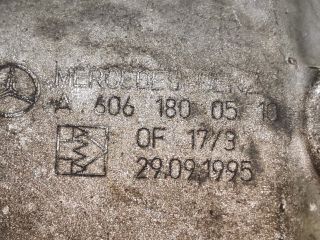 MERCEDES-BENZ
A 606 180 05 10
OF 17/3
29.09.1995